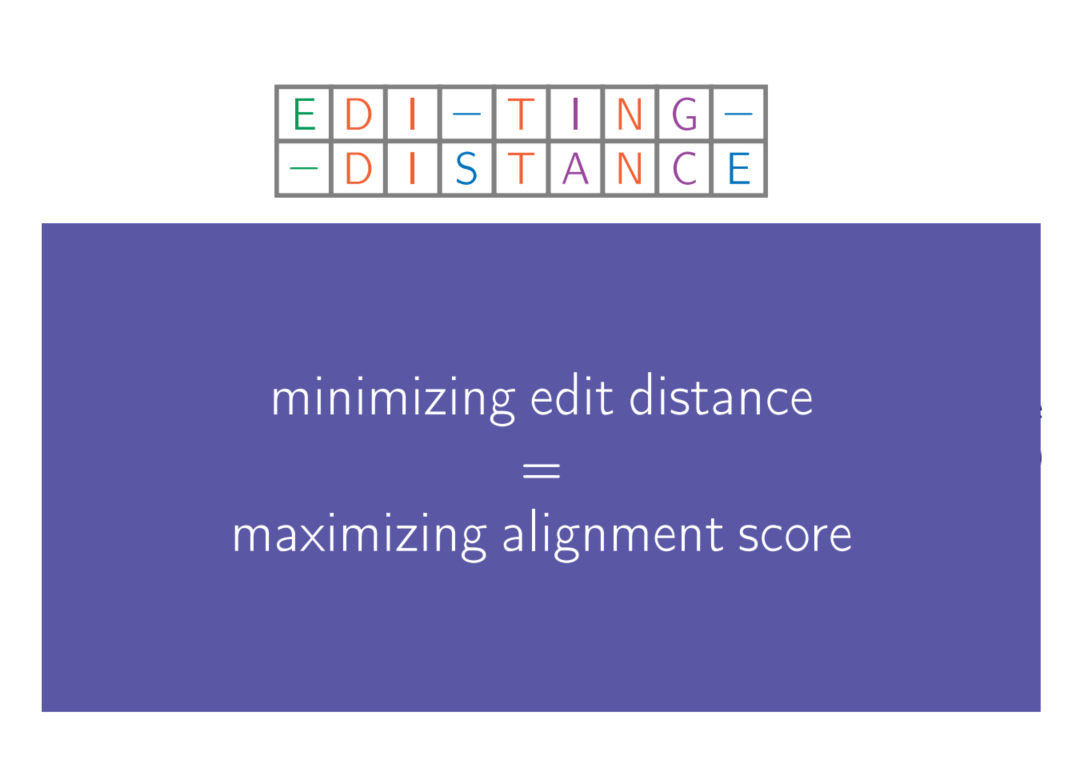 E D I – T I N G –
– D I S T A N C E
minimizing edit distance
=
maximizing alignment score